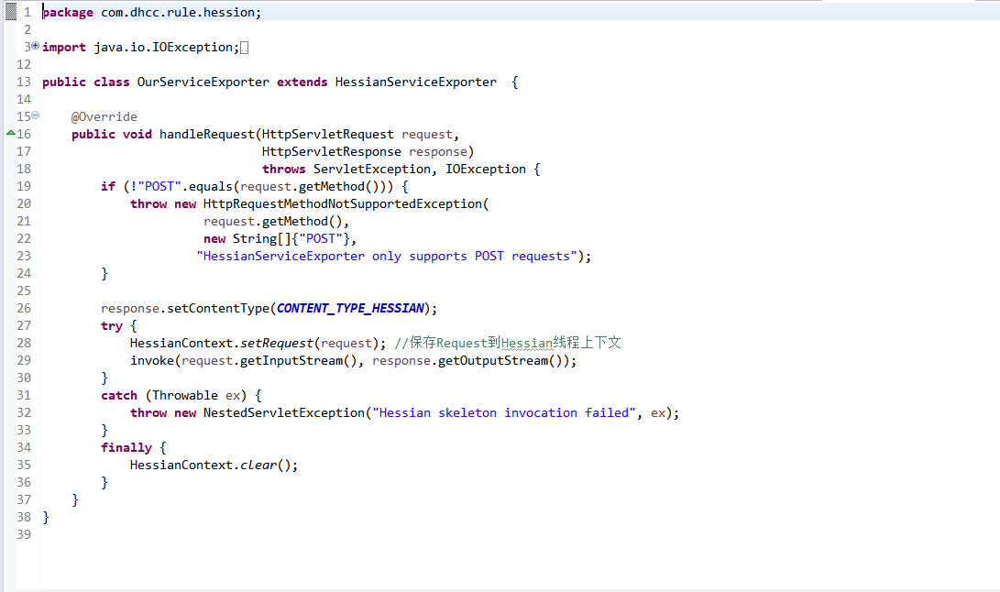 1 package com.dhcc.rule.hession;
2
3 import java.io.IOException;
12
13 public class OurServiceExporter extends HessianServiceExporter  {
14
15     @Override
16     public void handleRequest(HttpServletRequest request,
17                               HttpServletResponse response)
18                               throws ServletException, IOException {
19         if (!"POST".equals(request.getMethod())) {
20             throw new HttpRequestMethodNotSupportedException(
21                       request.getMethod(),
22                       new String[]{"POST"},
23                      "HessianServiceExporter only supports POST requests");
24         }
25
26         response.setContentType(CONTENT_TYPE_HESSIAN);
27         try {
28             HessianContext.setRequest(request); //保存Request到Hessian线程上下文
29             invoke(request.getInputStream(), response.getOutputStream());
30         }
31         catch (Throwable ex) {
32             throw new NestedServletException("Hessian skeleton invocation failed", ex);
33         }
34         finally {
35             HessianContext.clear();
36         }
37     }
38 }
39